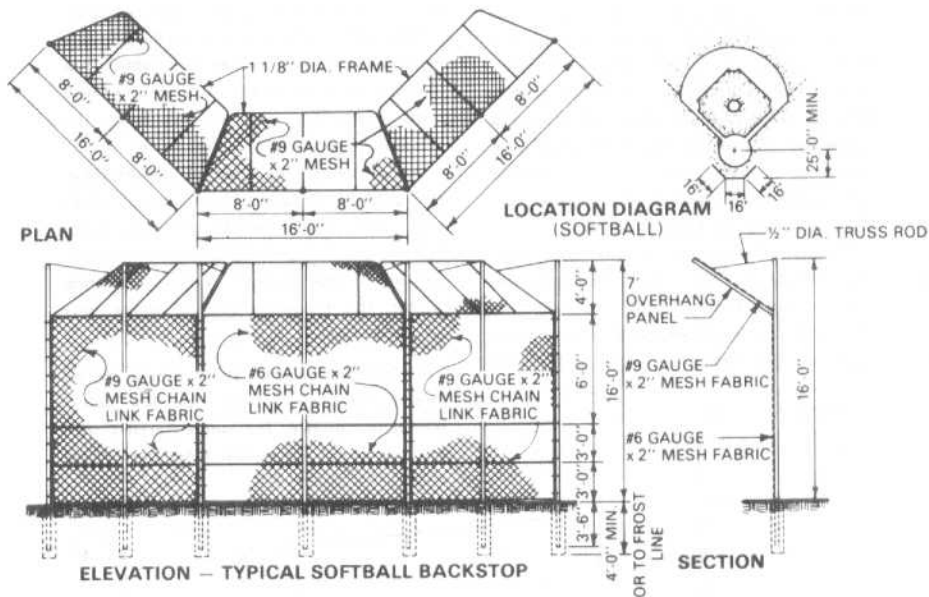 #9 GAUGE
x 2" MESH
1 1/8" DIA. FRAME
#9 GAUGE
x 2" MESH
8'-0"
8'-0"
16'-0"
8'-0"
8'-0"
16'-0"
8'-0"
8'-0"
16'-0"
PLAN
25'-0" MIN.
16'
16'
16'
LOCATION DIAGRAM
(SOFTBALL)
½" DIA. TRUSS ROD
7'
OVERHANG
PANEL
#9 GAUGE
x 2" MESH FABRIC
#6 GAUGE
x 2" MESH FABRIC
16'-0"
SECTION
#9 GAUGE x 2"
MESH CHAIN
LINK FABRIC
#6 GAUGE x 2"
MESH CHAIN
LINK FABRIC
#9 GAUGE x 2"
MESH CHAIN
LINK FABRIC
4'-0"
6'-0"
3'-0"
3'-0"
16'-0"
3'-6"
4'-0" MIN.
OR TO FROST
LINE
ELEVATION — TYPICAL SOFTBALL BACKSTOP